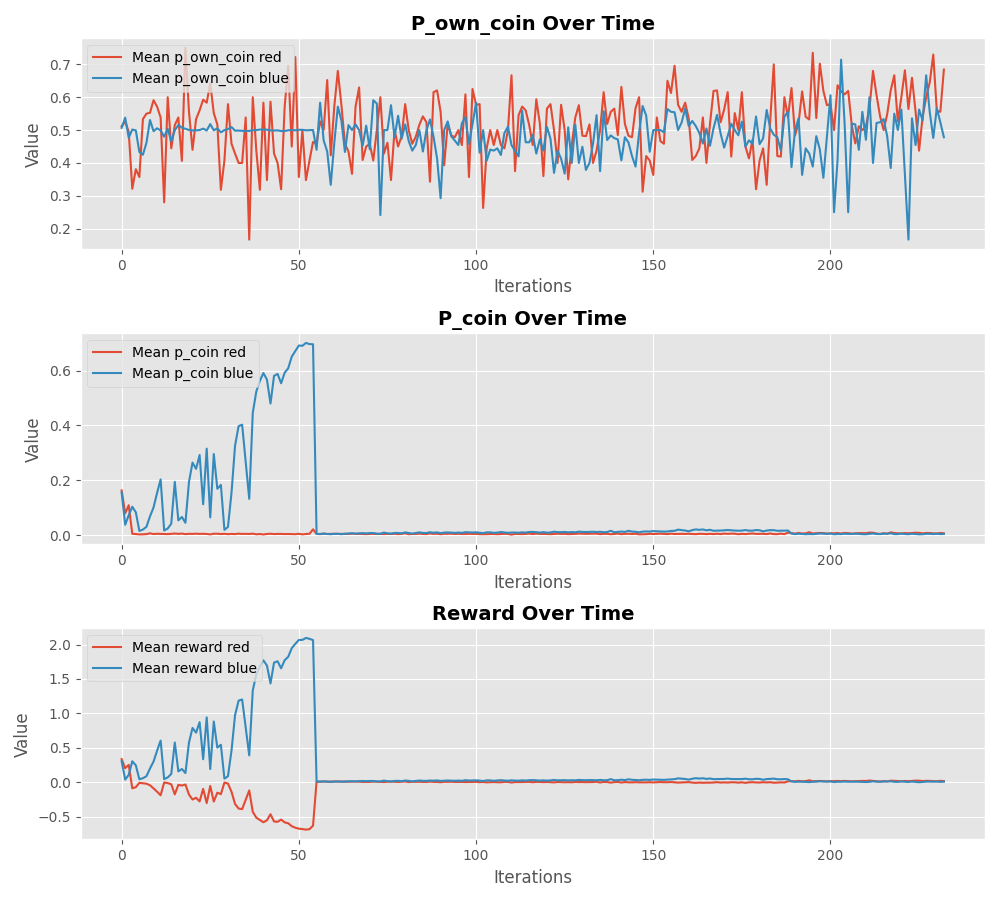 P_own_coin Over Time
Mean p_own_coin red
Mean p_own_coin blue
Value
0.7
0.6
0.5
0.4
0.3
0.2
0 50 100 150 200
Iterations
P_coin Over Time
Mean p_coin red
Mean p_coin blue
Value
0.6
0.4
0.2
0.0
0 50 100 150 200
Iterations
Reward Over Time
Mean reward red
Mean reward blue
Value
2.0
1.5
1.0
0.5
0.0
−0.5
0 50 100 150 200
Iterations